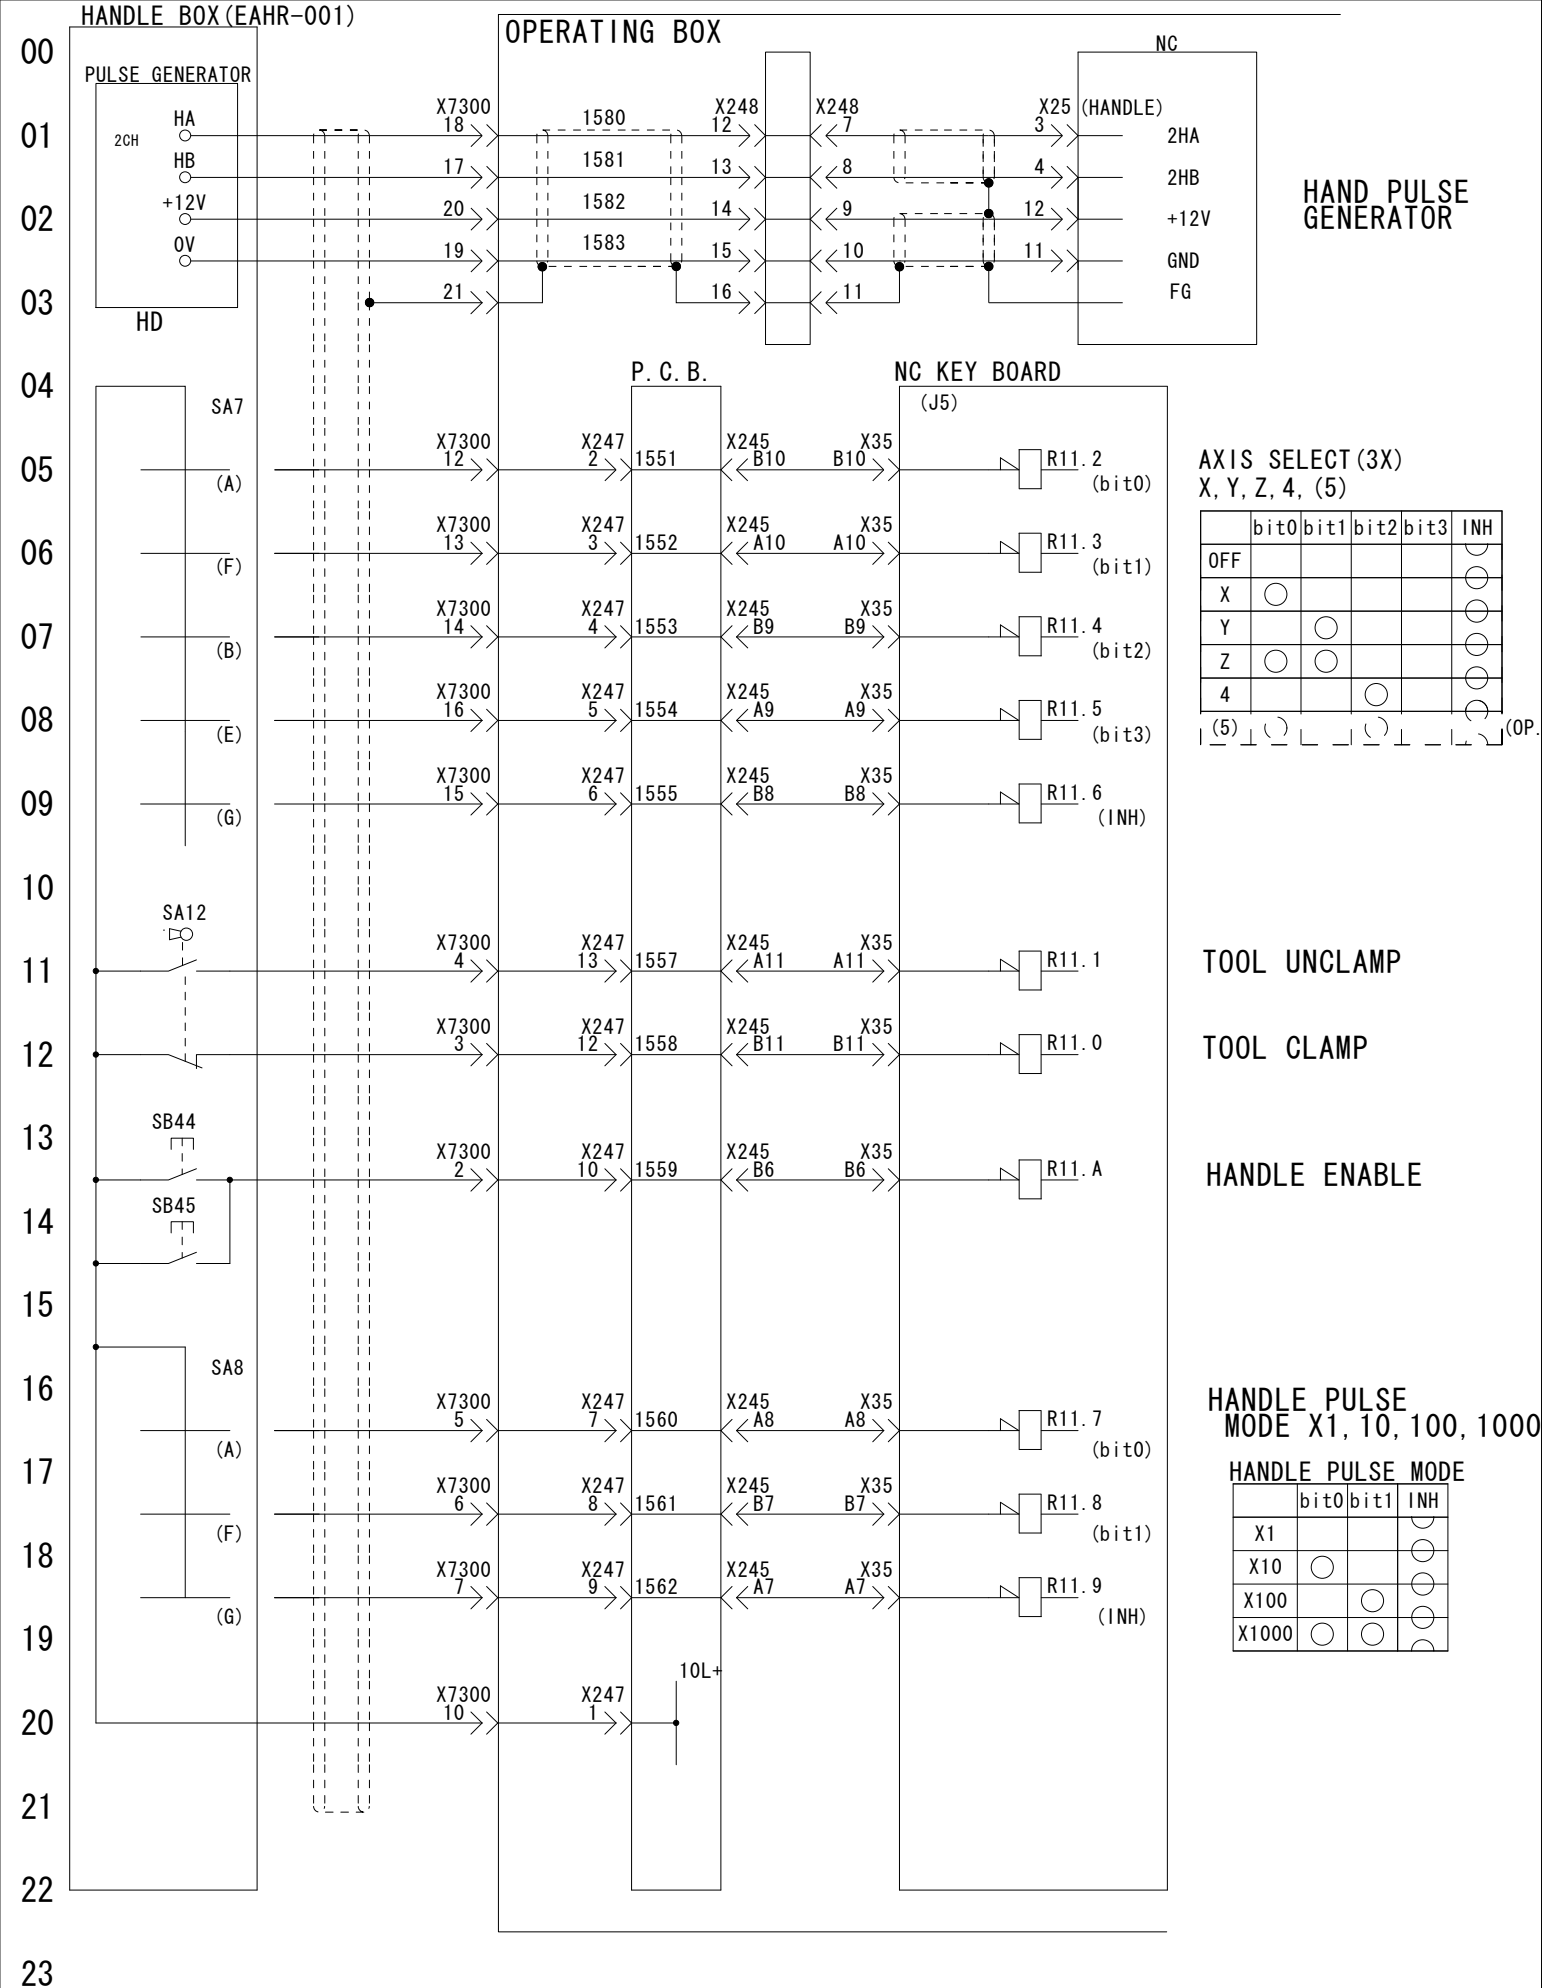 HANDLE BOX(EAHR-001)
OPERATING BOX
00
NC
PULSE GENERATOR
HA
X7300
1580
X248
X248
X25 (HANDLE)
01
2CH
18
12
7
3
2HA
HB
17
1581
13
8
4
2HB
HAND PULSE
GENERATOR
+12V
02
20
1582
14
9
12
+12V
0V
19
1583
15
10
11
GND
03
21
16
11
FG
HD
P.C.B.
NC KEY BOARD
04
(J5)
SA7
X7300
X247
X245
X35
05
12
2
1551
B10
B10
R11.2
(A)
(bit0)
AXIS SELECT(3X)
X,Y,Z,4,(5)
bit0 bit1 bit2 bit3 INH
OFF
X
Y
Z
4
(5)
(OP.
X7300
X247
X245
X35
06
13
3
1552
A10
A10
R11.3
(F)
(bit1)
X7300
X247
X245
X35
07
14
4
1553
B9
B9
R11.4
(B)
(bit2)
X7300
X247
X245
X35
08
16
5
1554
A9
A9
R11.5
(E)
(bit3)
X7300
X247
X245
X35
09
15
6
1555
B8
B8
R11.6
(G)
(INH)
10
SA12
X7300
X247
X245
X35
11
4
13
1557
A11
A11
R11.1
TOOL UNCLAMP
X7300
X247
X245
X35
12
3
12
1558
B11
B11
R11.0
TOOL CLAMP
13
SB44
X7300
X247
X245
X35
2
10
1559
B6
B6
R11.A
HANDLE ENABLE
14
SB45
15
16
SA8
X7300
X247
X245
X35
5
7
1560
A8
A8
R11.7
(A)
(bit0)
HANDLE PULSE
MODE X1,10,100,1000
17
X7300
X247
X245
X35
6
8
1561
B7
B7
R11.8
(F)
(bit1)
HANDLE PULSE MODE
bit0 bit1 INH
X1
X10
X100
X1000
18
X7300
X247
X245
X35
7
9
1562
A7
A7
R11.9
(G)
(INH)
19
10L+
X7300
X247
20
10
1
21
22
23